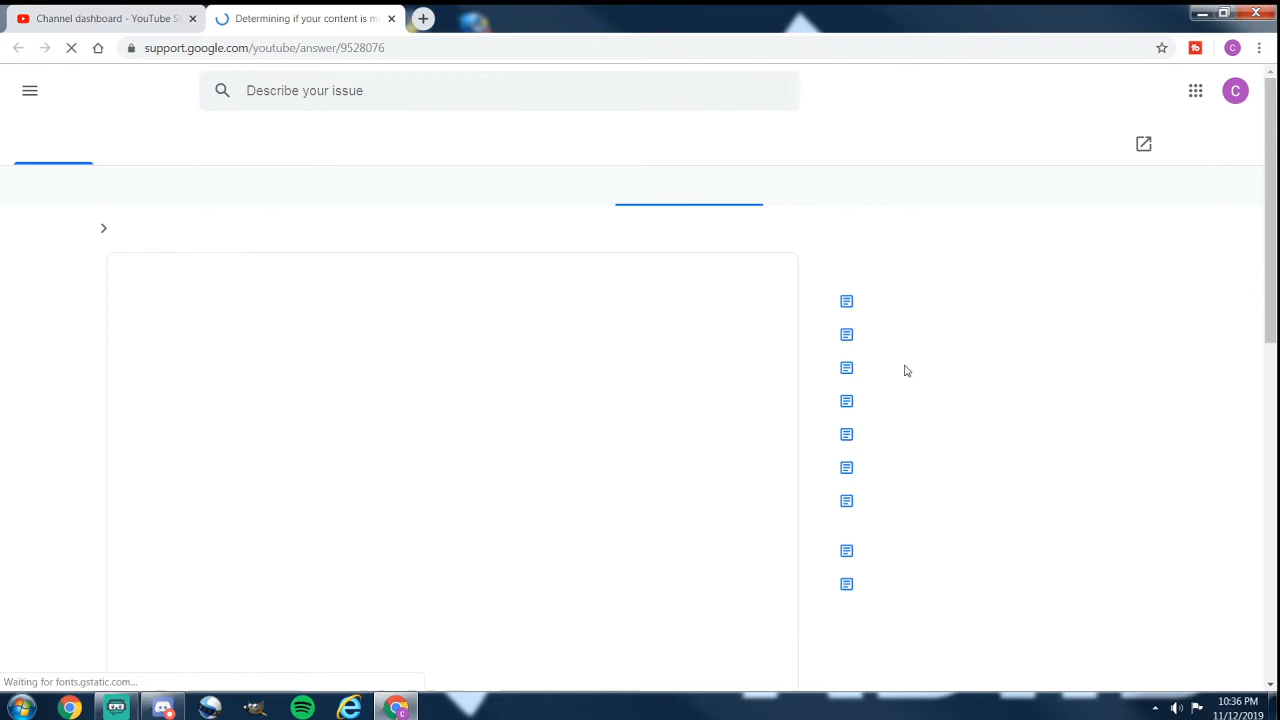 Channel dashboard - YouTube S
Determining if your content is m
support.google.com/youtube/answer/9528076
tb
C
Describe your issue
C
Waiting for fonts.gstatic.com...
C
10:36 PM
11/12/2019